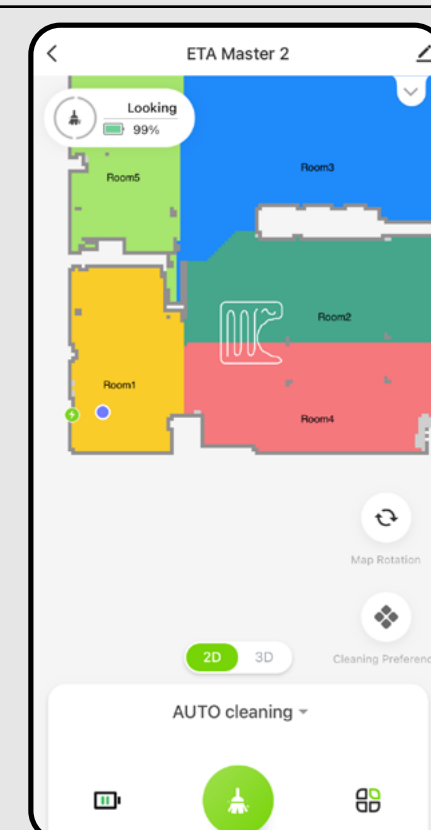 ETA Master 2
Looking
99%
Room5
Room3
Room2
Room1
Room4
Map Rotation
2D 3D
Cleaning Preferenc
AUTO cleaning